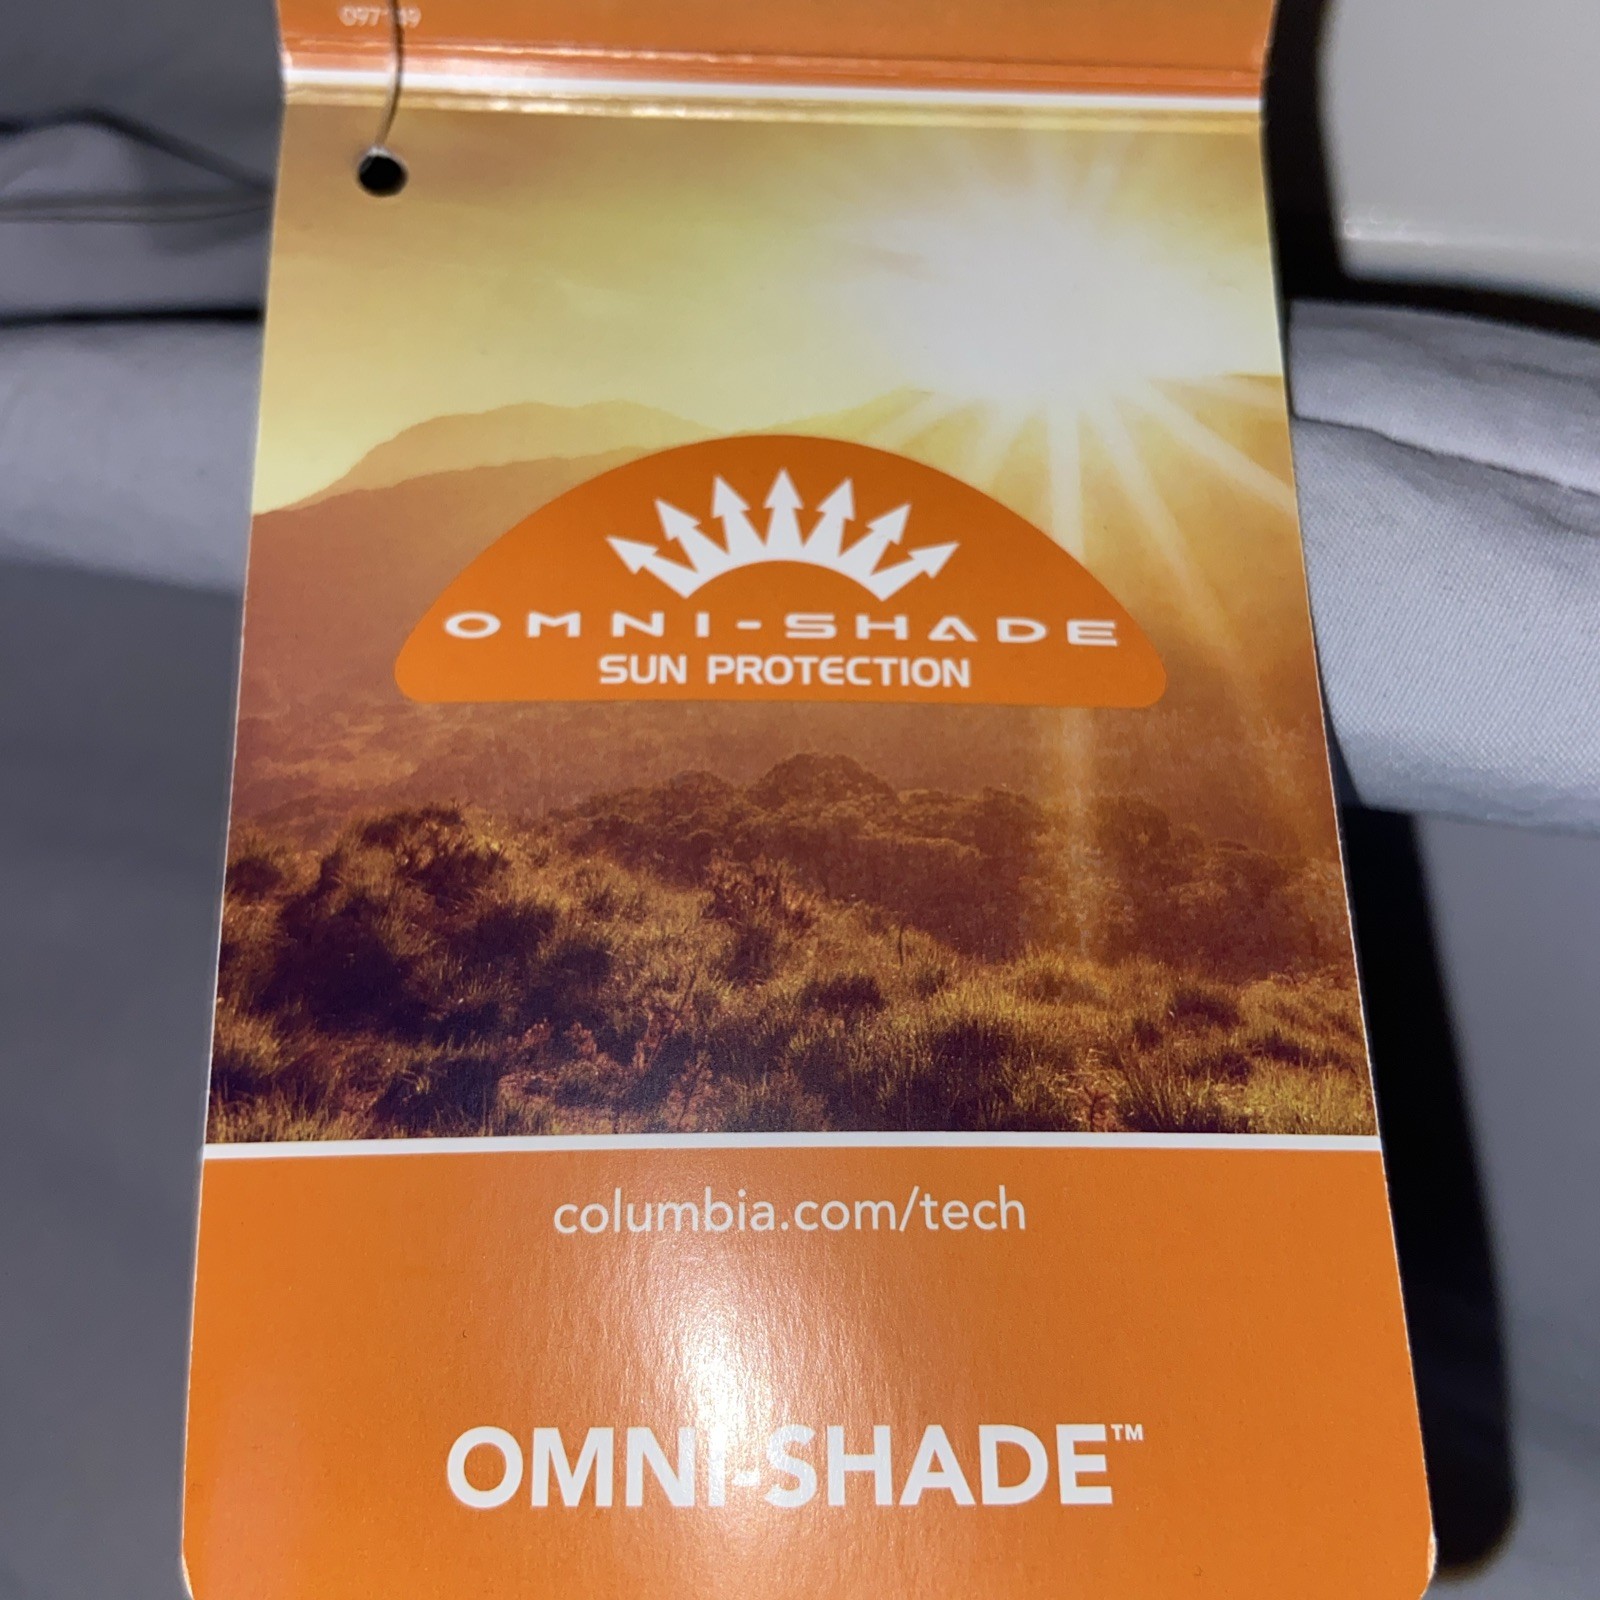 OMNI-SHADE
SUN PROTECTION
columbia.com/tech
OMNI-SHADE™